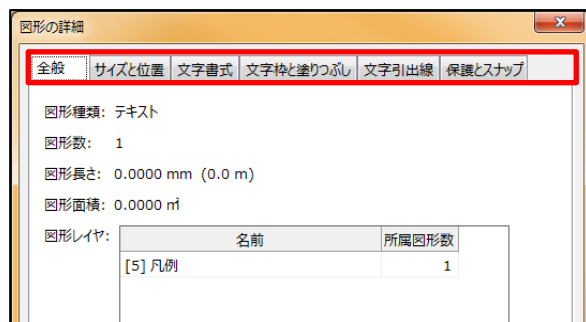 図形の詳細
全般 サイズと位置 文字書式 文字枠と塗りつぶし 文字引出線 保護とスナップ
図形種類: テキスト
図形数: 1
図形長さ: 0.0000 mm (0.0 m)
図形面積: 0.0000 ㎡
図形レイヤ: 名前 所属図形数
[5] 凡例 1